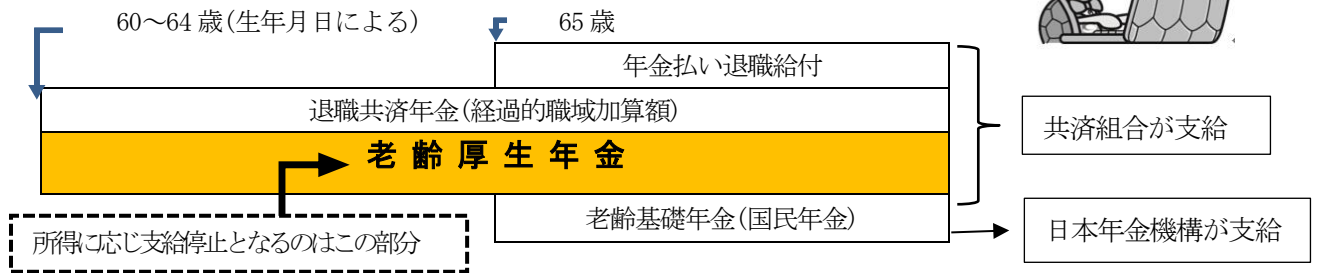 60～64 歳(生年月日による)
65 歳
年金払い退職給付
退職共済年金(経過的職域加算額)
老 齢 厚 生 年 金
老齢基礎年金(国民年金)
所得に応じ支給停止となるのはこの部分
共済組合が支給
日本年金機構が支給